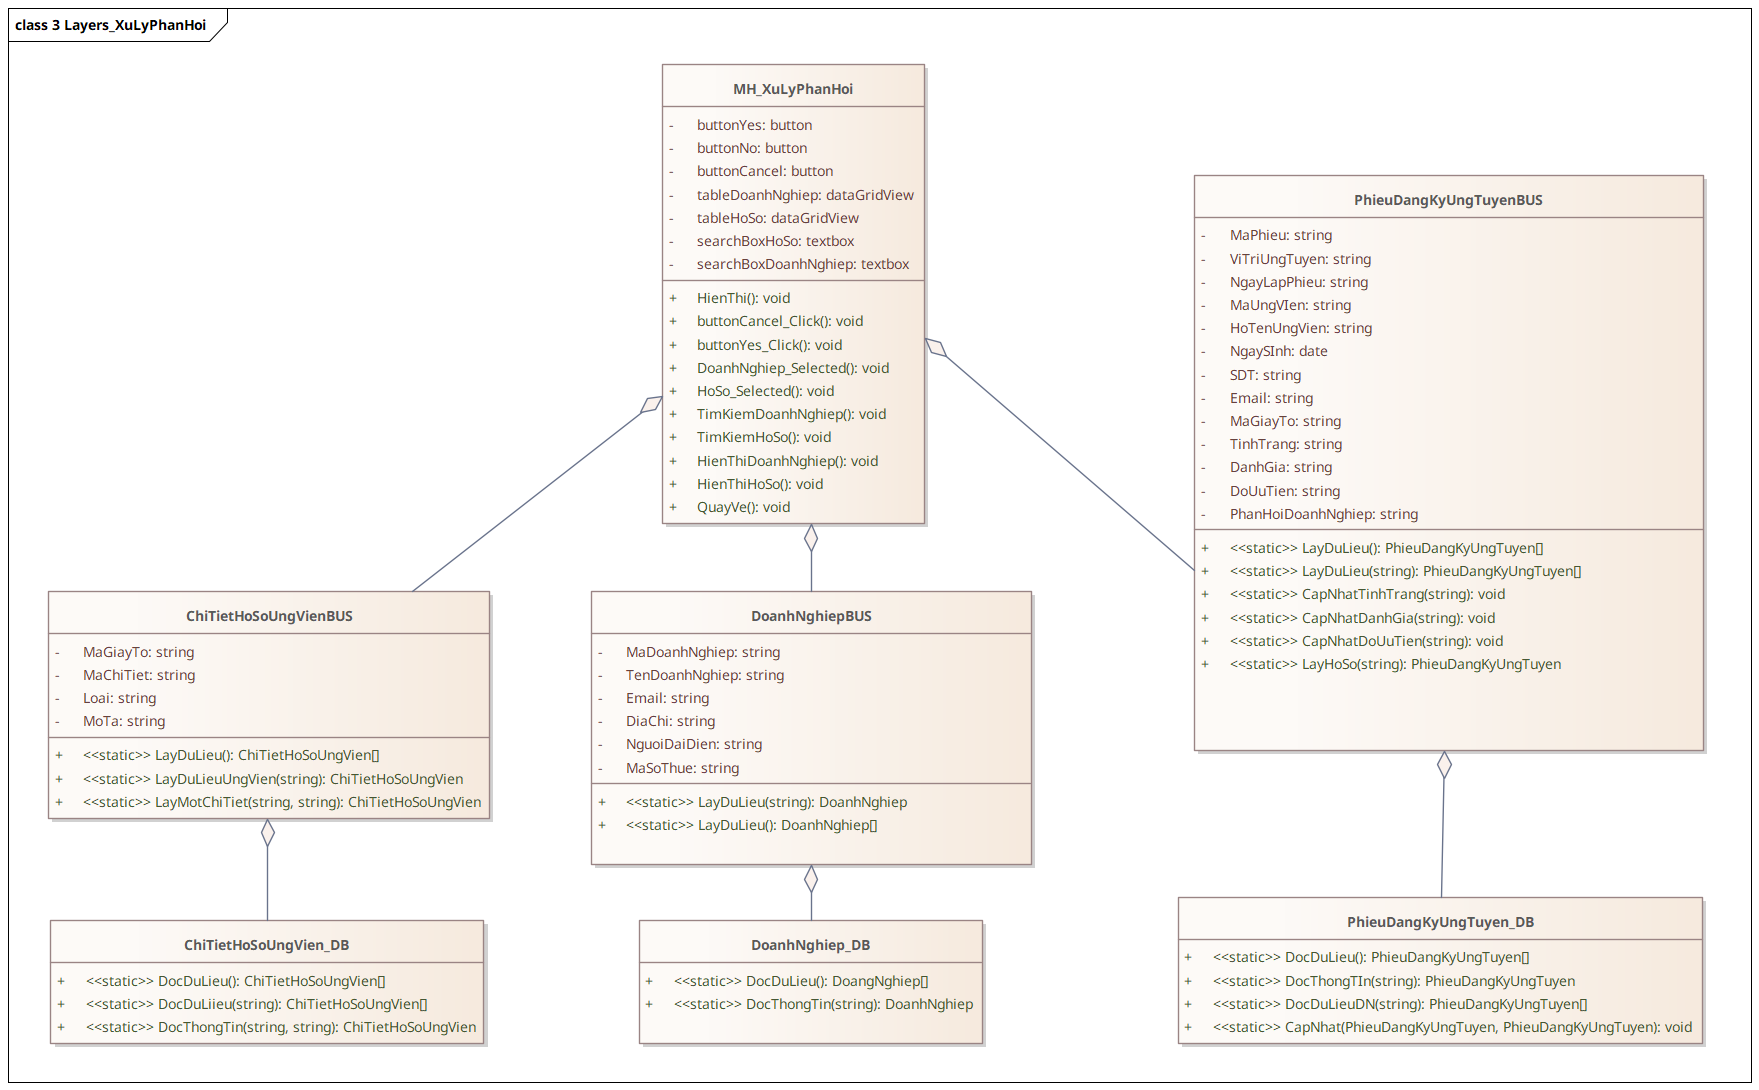 class 3 Layers_XuLyPhanHoi
MH_XuLyPhanHoi
- buttonYes: button
- buttonNo: button
- buttonCancel: button
- tableDoanhNghiep: dataGridView
- tableHoSo: dataGridView
- searchBoxHoSo: textbox
- searchBoxDoanhNghiep: textbox
+ HienThi(): void
+ buttonCancel_Click(): void
+ buttonYes_Click(): void
+ DoanhNghiep_Selected(): void
+ HoSo_Selected(): void
+ TimKiemDoanhNghiep(): void
+ TimKiemHoSo(): void
+ HienThiDoanhNghiep(): void
+ HienThiHoSo(): void
+ QuayVe(): void
PhieuDangKyUngTuyenBUS
- MaPhieu: string
- ViTriUngTuyen: string
- NgayLapPhieu: string
- MaUngVIen: string
- HoTenUngVien: string
- NgaySInh: date
- SDT: string
- Email: string
- MaGiayTo: string
- TinhTrang: string
- DanhGia: string
- DoUuTien: string
- PhanHoiDoanhNghiep: string
+ <<static>> LayDuLieu(): PhieuDangKyUngTuyen[]
+ <<static>> LayDuLieu(string): PhieuDangKyUngTuyen[]
+ <<static>> CapNhatTinhTrang(string): void
+ <<static>> CapNhatDanhGia(string): void
+ <<static>> CapNhatDoUuTien(string): void
+ <<static>> LayHoSo(string): PhieuDangKyUngTuyen
ChiTietHoSoUngVienBUS
- MaGiayTo: string
- MaChiTiet: string
- Loai: string
- MoTa: string
+ <<static>> LayDuLieu(): ChiTietHoSoUngVien[]
+ <<static>> LayDuLieuUngVien(string): ChiTietHoSoUngVien
+ <<static>> LayMotChiTiet(string, string): ChiTietHoSoUngVien
DoanhNghiepBUS
- MaDoanhNghiep: string
- TenDoanhNghiep: string
- Email: string
- DiaChi: string
- NguoiDaiDien: string
- MaSoThue: string
+ <<static>> LayDuLieu(string): DoanhNghiep
+ <<static>> LayDuLieu(): DoanhNghiep[]
ChiTietHoSoUngVien_DB
+ <<static>> DocDuLieu(): ChiTietHoSoUngVien[]
+ <<static>> DocDuLiieu(string): ChiTietHoSoUngVien[]
+ <<static>> DocThongTin(string, string): ChiTietHoSoUngVien
DoanhNghiep_DB
+ <<static>> DocDuLieu(): DoangNghiep[]
+ <<static>> DocThongTin(string): DoanhNghiep
PhieuDangKyUngTuyen_DB
+ <<static>> DocDuLieu(): PhieuDangKyUngTuyen[]
+ <<static>> DocThongTIn(string): PhieuDangKyUngTuyen
+ <<static>> DocDuLieuDN(string): PhieuDangKyUngTuyen[]
+ <<static>> CapNhat(PhieuDangKyUngTuyen, PhieuDangKyUngTuyen): void